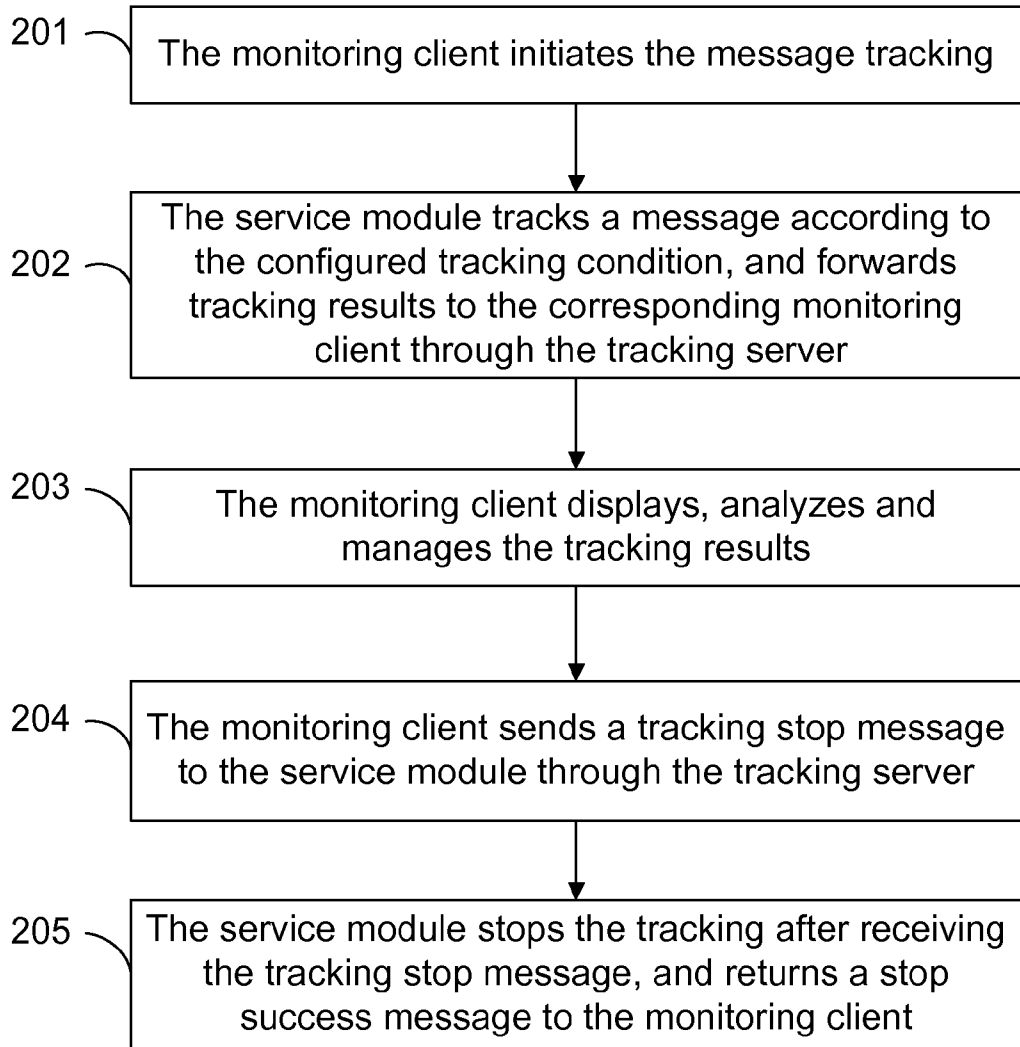 201
The monitoring client initiates the message tracking
202
The service module tracks a message according to
the configured tracking condition, and forwards
tracking results to the corresponding monitoring
client through the tracking server
203
The monitoring client displays, analyzes and
manages the tracking results
204
The monitoring client sends a tracking stop message
to the service module through the tracking server
205
The service module stops the tracking after receiving
the tracking stop message, and returns a stop
success message to the monitoring client